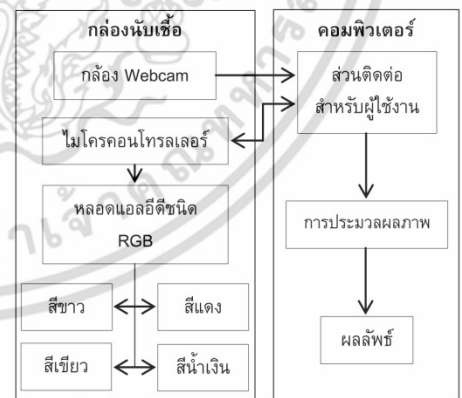 กล่องนับเชื้อ
กล้อง Webcam
ไมโครคอนโทรลเลอร์
หลอดแอลอีดีชนิด
RGB
สีขาว
สีแดง
สีเขียว
สีน้ำเงิน
คอมพิวเตอร์
ส่วนติดต่อ
สำหรับผู้ใช้งาน
การประมวลผลภาพ
ผลลัพธ์